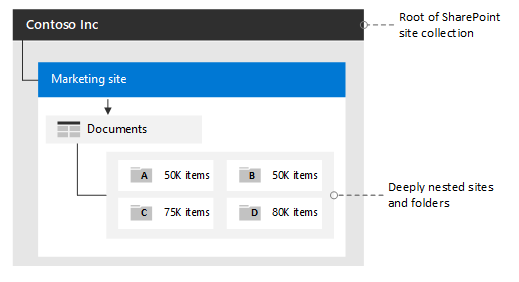 Contoso Inc
Root of SharePoint
site collection
Marketing site
Documents
A 50K items
B 50K items
C 75K items
D 80K items
Deeply nested sites
and folders